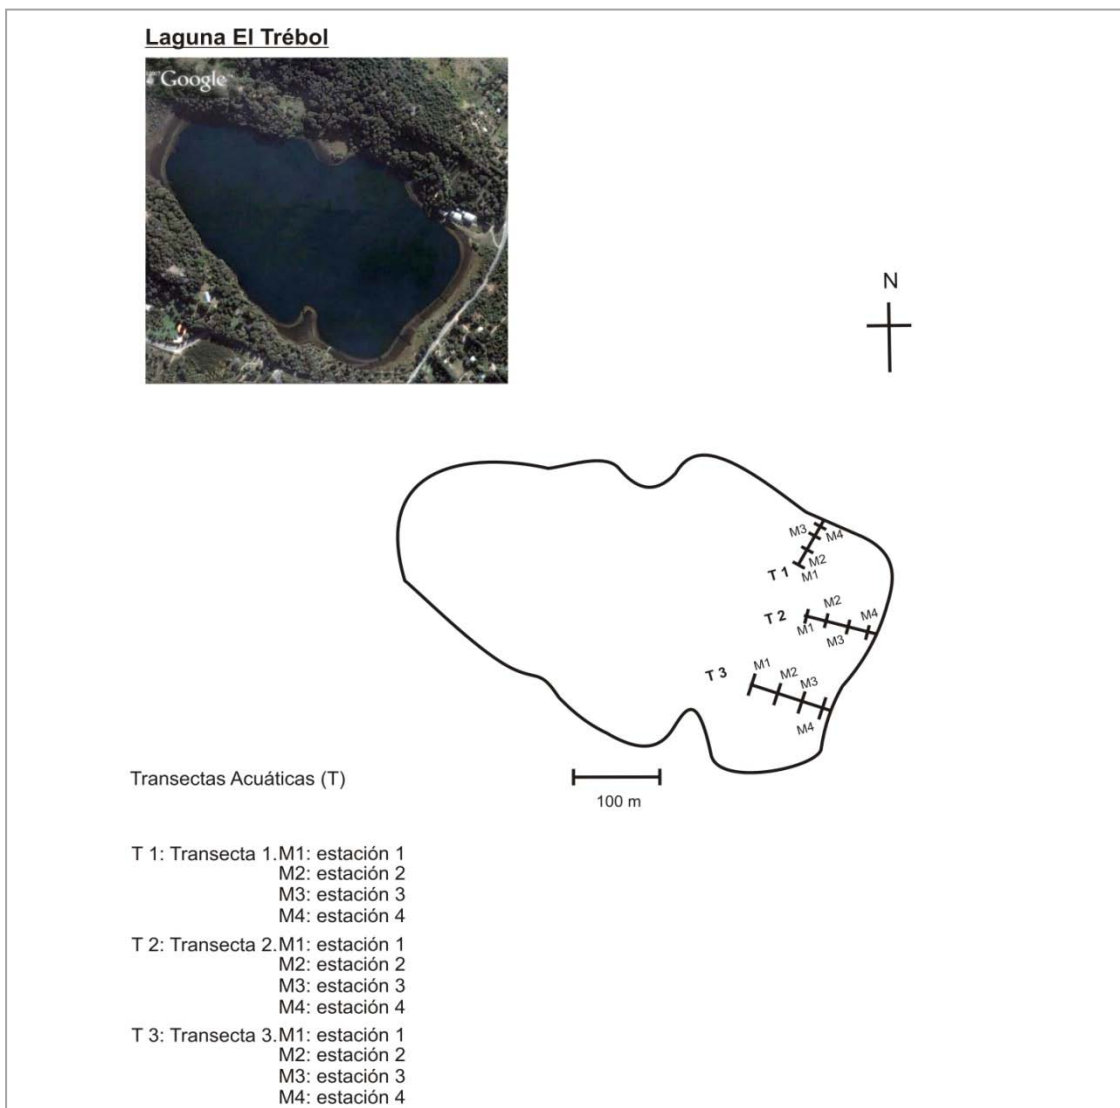 Laguna El Trébol
Google
N
M3
M4
M2
T 1
M1
M2
T 2
M4
M1
M3
M1
T 3
M2
M3
M4
Transectas Acuáticas (T)
100 m
T 1: Transecta 1.M1: estación 1
M2: estación 2
M3: estación 3
M4: estación 4
T 2: Transecta 2.M1: estación 1
M2: estación 2
M3: estación 3
M4: estación 4
T 3: Transecta 3.M1: estación 1
M2: estación 2
M3: estación 3
M4: estación 4